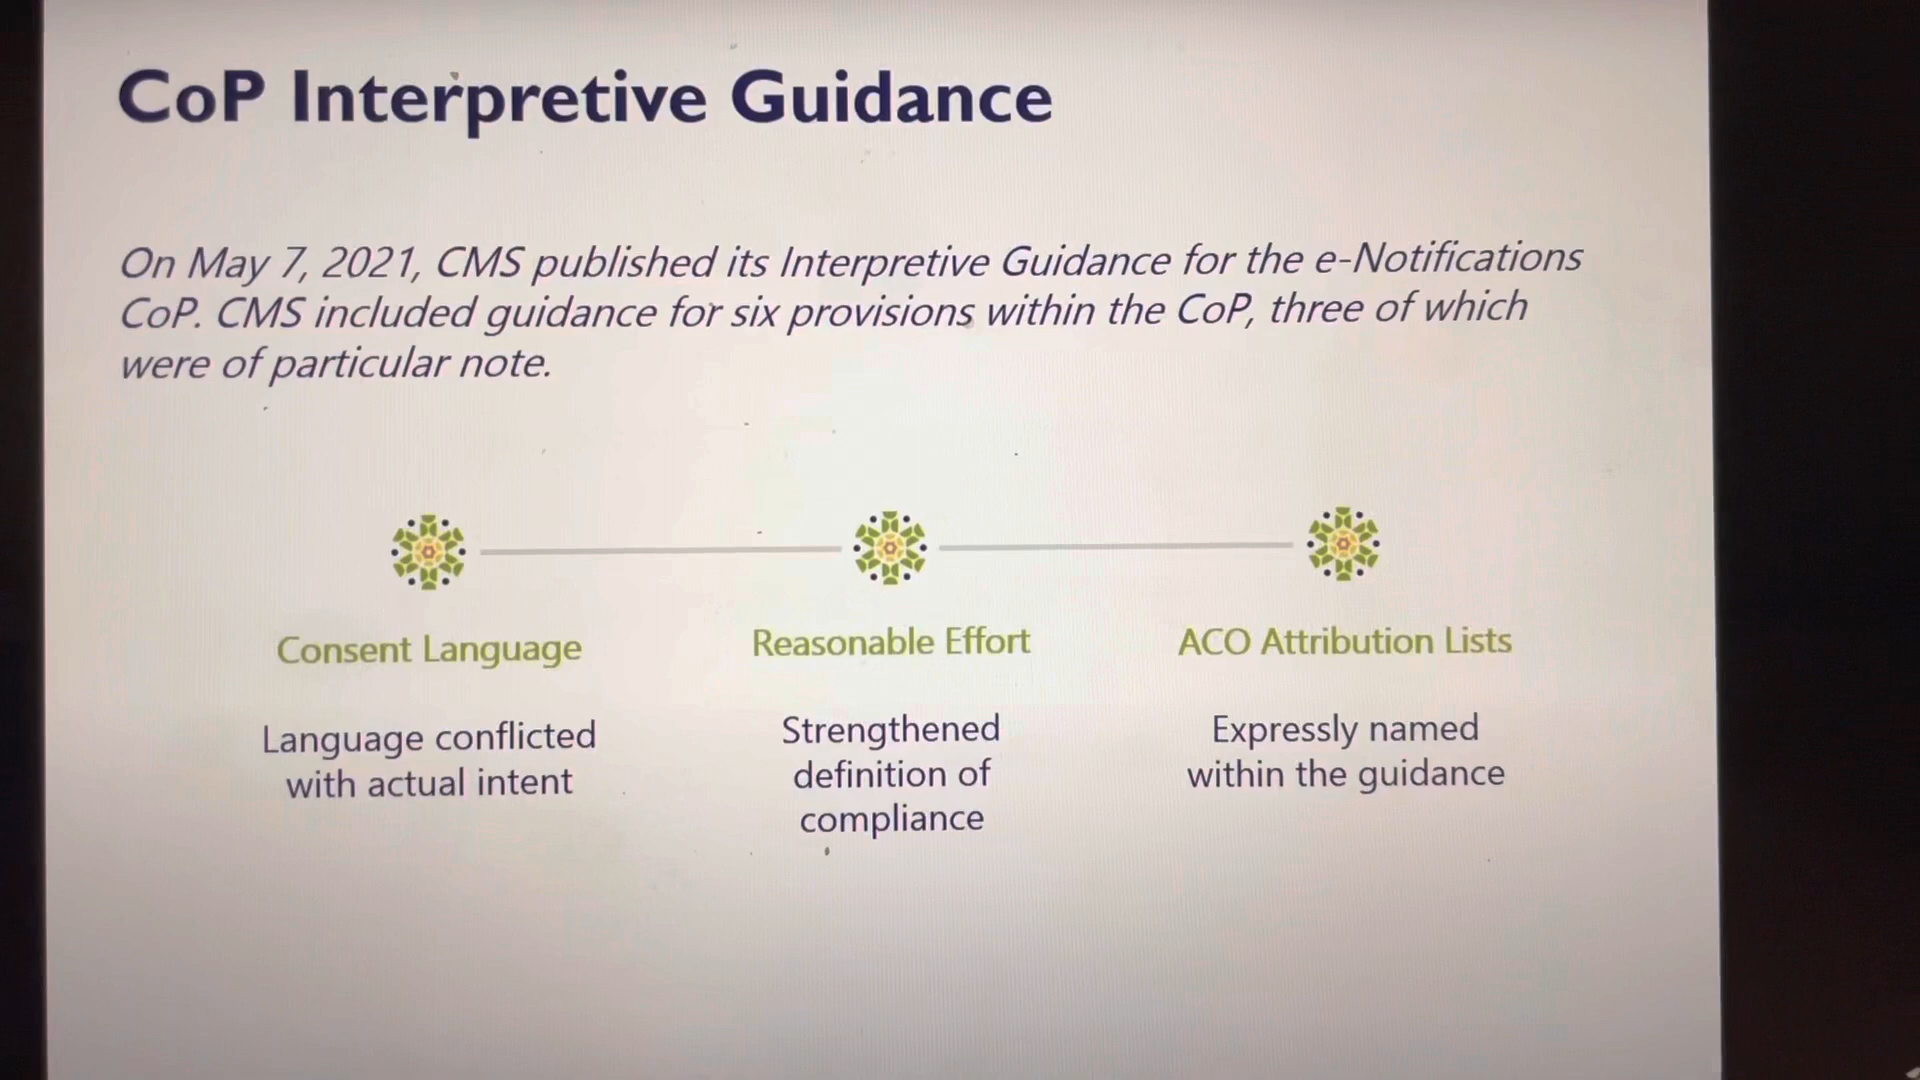 CoP Interpretive Guidance
On May 7, 2021, CMS published its Interpretive Guidance for the e-Notifications
CoP. CMS included guidance for six provisions within the CoP, three of which
were of particular note.
Consent Language
Language conflicted
with actual intent
Reasonable Effort
Strengthened
definition of
compliance
ACO Attribution Lists
Expressly named
within the guidance